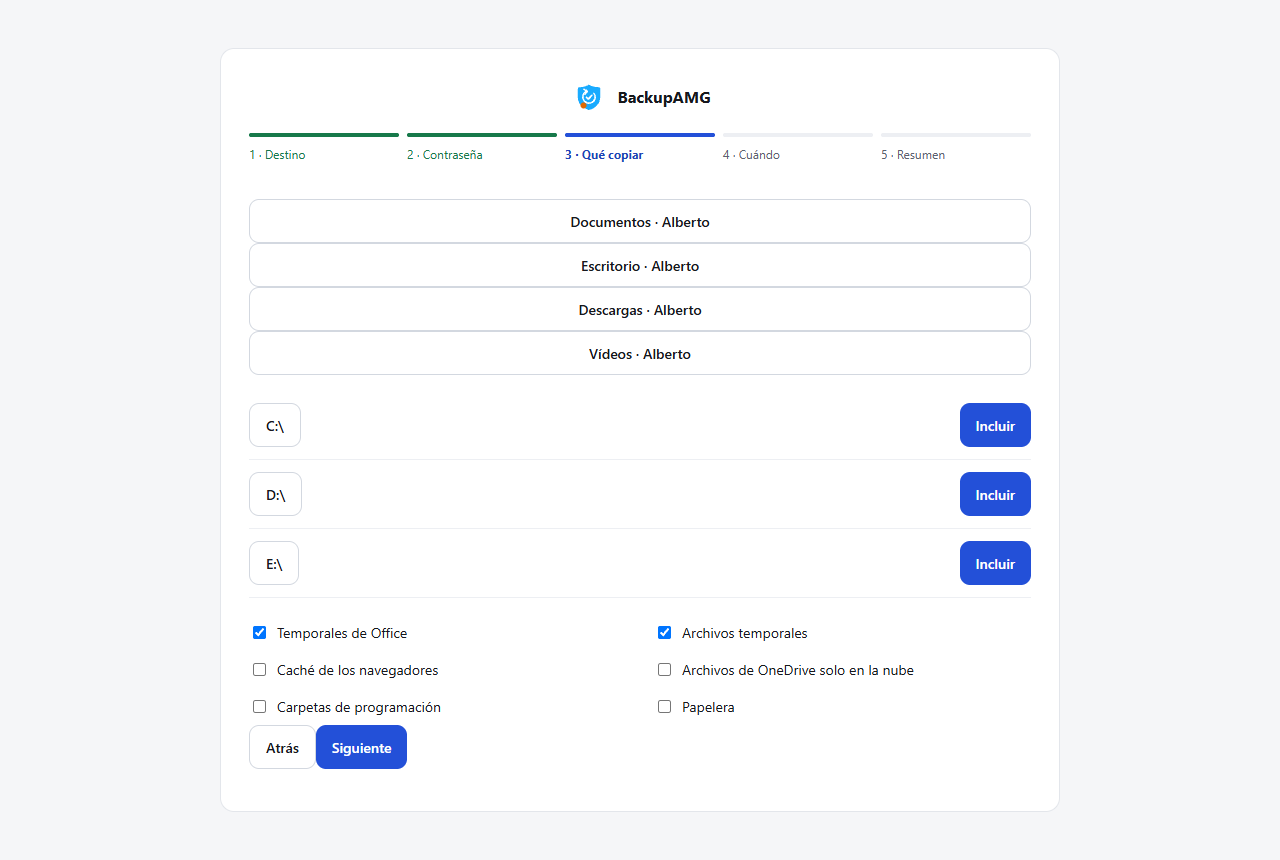 BackupAMG
1 · Destino
2 · Contraseña
3 · Qué copiar
4 · Cuándo
5 · Resumen
Documentos · Alberto
Escritorio · Alberto
Descargas · Alberto
Vídeos · Alberto
C:\
Incluir
D:\
Incluir
E:\
Incluir
Temporales de Office
Archivos temporales
Caché de los navegadores
Archivos de OneDrive solo en la nube
Carpetas de programación
Papelera
Atrás
Siguiente